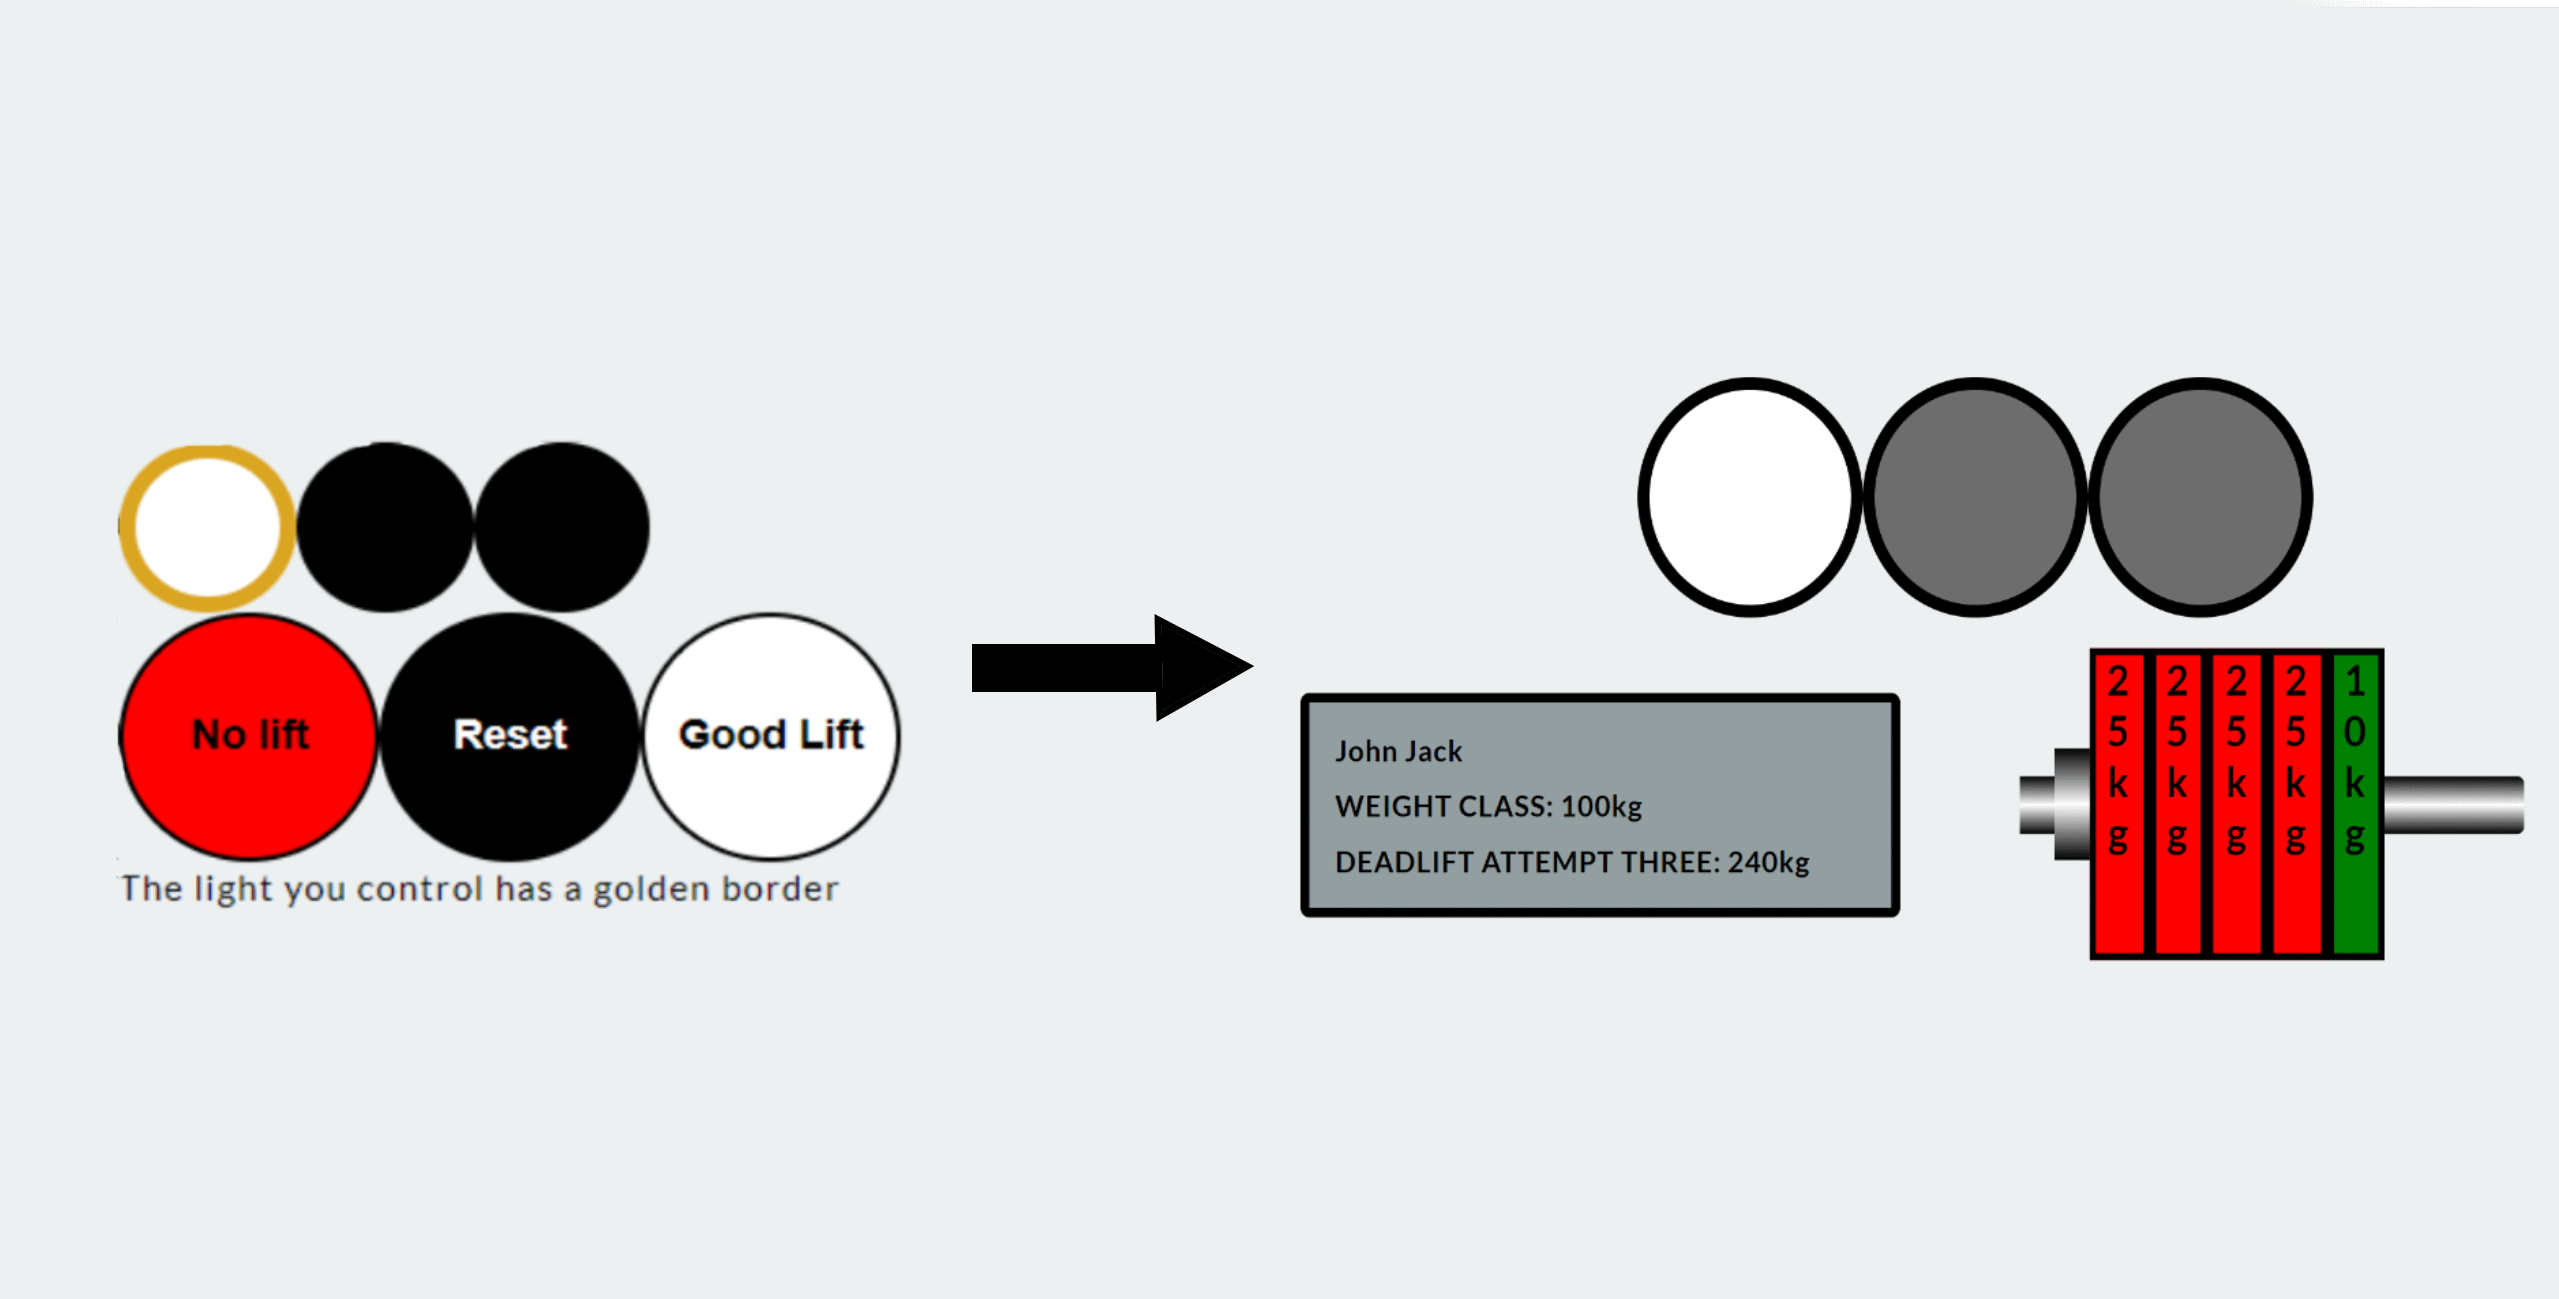 No lift
Reset
Good Lift
The light you control has a golden border
John Jack
WEIGHT CLASS: 100kg
DEADLIFT ATTEMPT THREE: 240kg
25kg
25kg
25kg
25kg
10kg